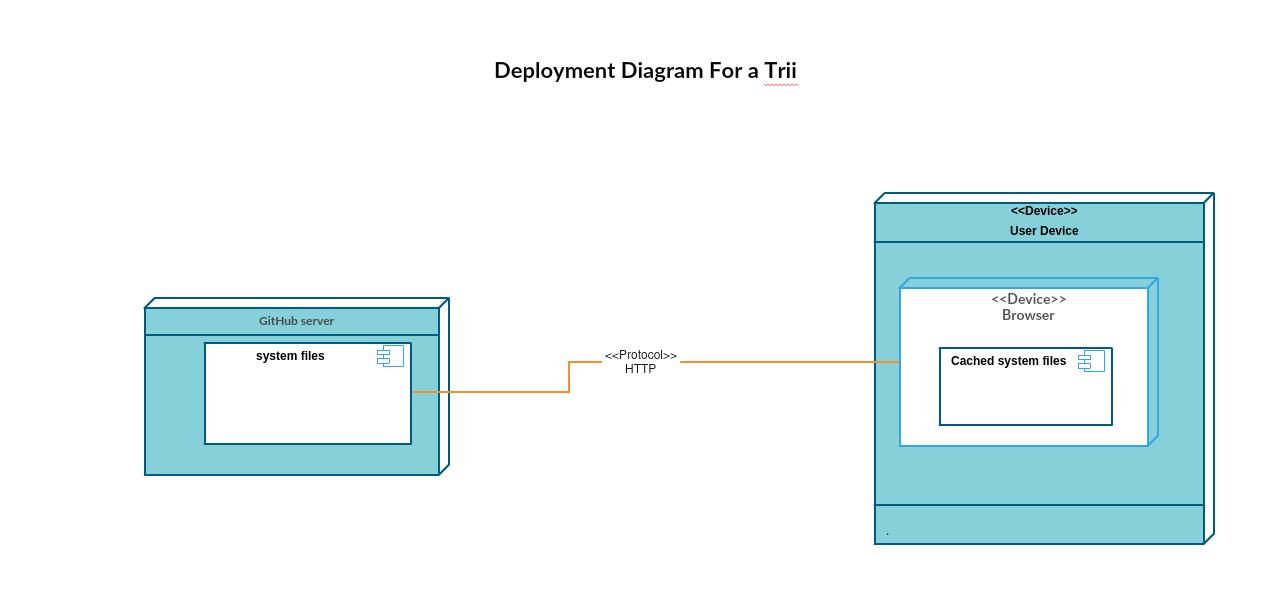 Deployment Diagram For a Trii
<<Device>>
User Device
<<Device>>
Browser
GitHub server
system files
<<Protocol>>
HTTP
Cached system files
.